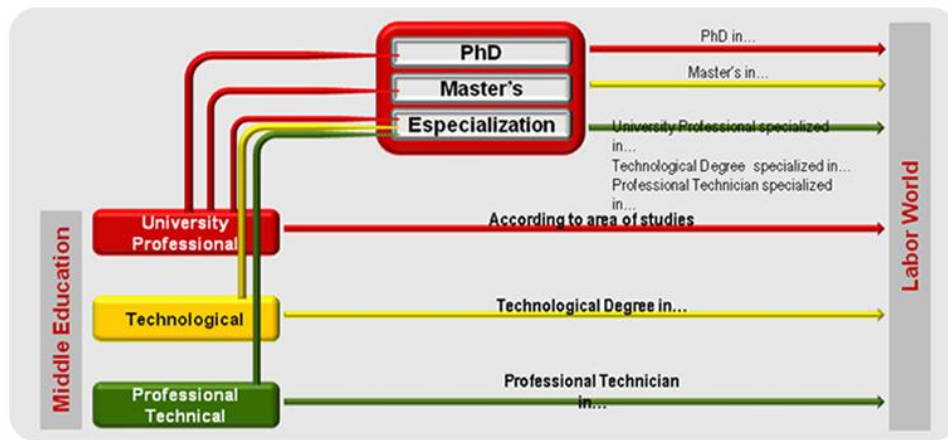 PhD
Master's
Especialization
PhD in...
Master's in...
University Professional specialized
in...
Technological Degree specialized in...
Professional Technician specialized
in...
Middle Education
University
Professional
According to area of studies
Technological
Technological Degree in...
Professional
Technical
Professional Technician
in...
Labor World